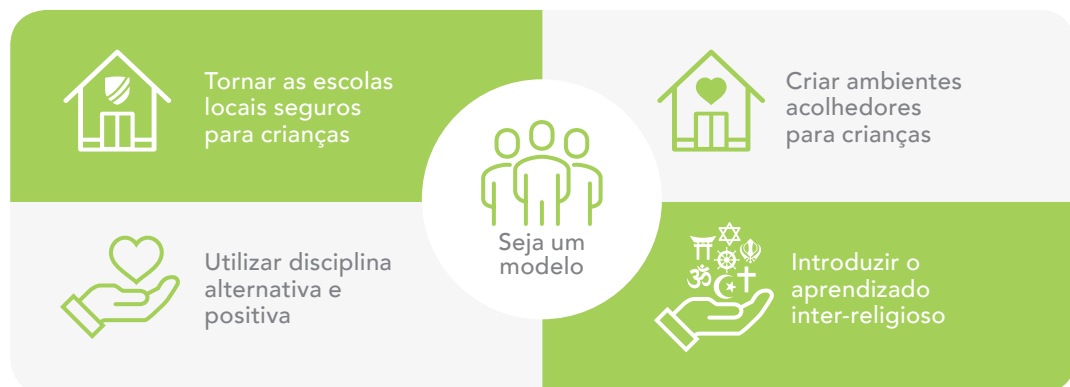 Tornar as escolas
locais seguros
para crianças
Criar ambientes
acolhedores
para crianças
Seja um
modelo
Utilizar disciplina
alternativa e
positiva
Introduzir o
aprendizado
inter-religioso